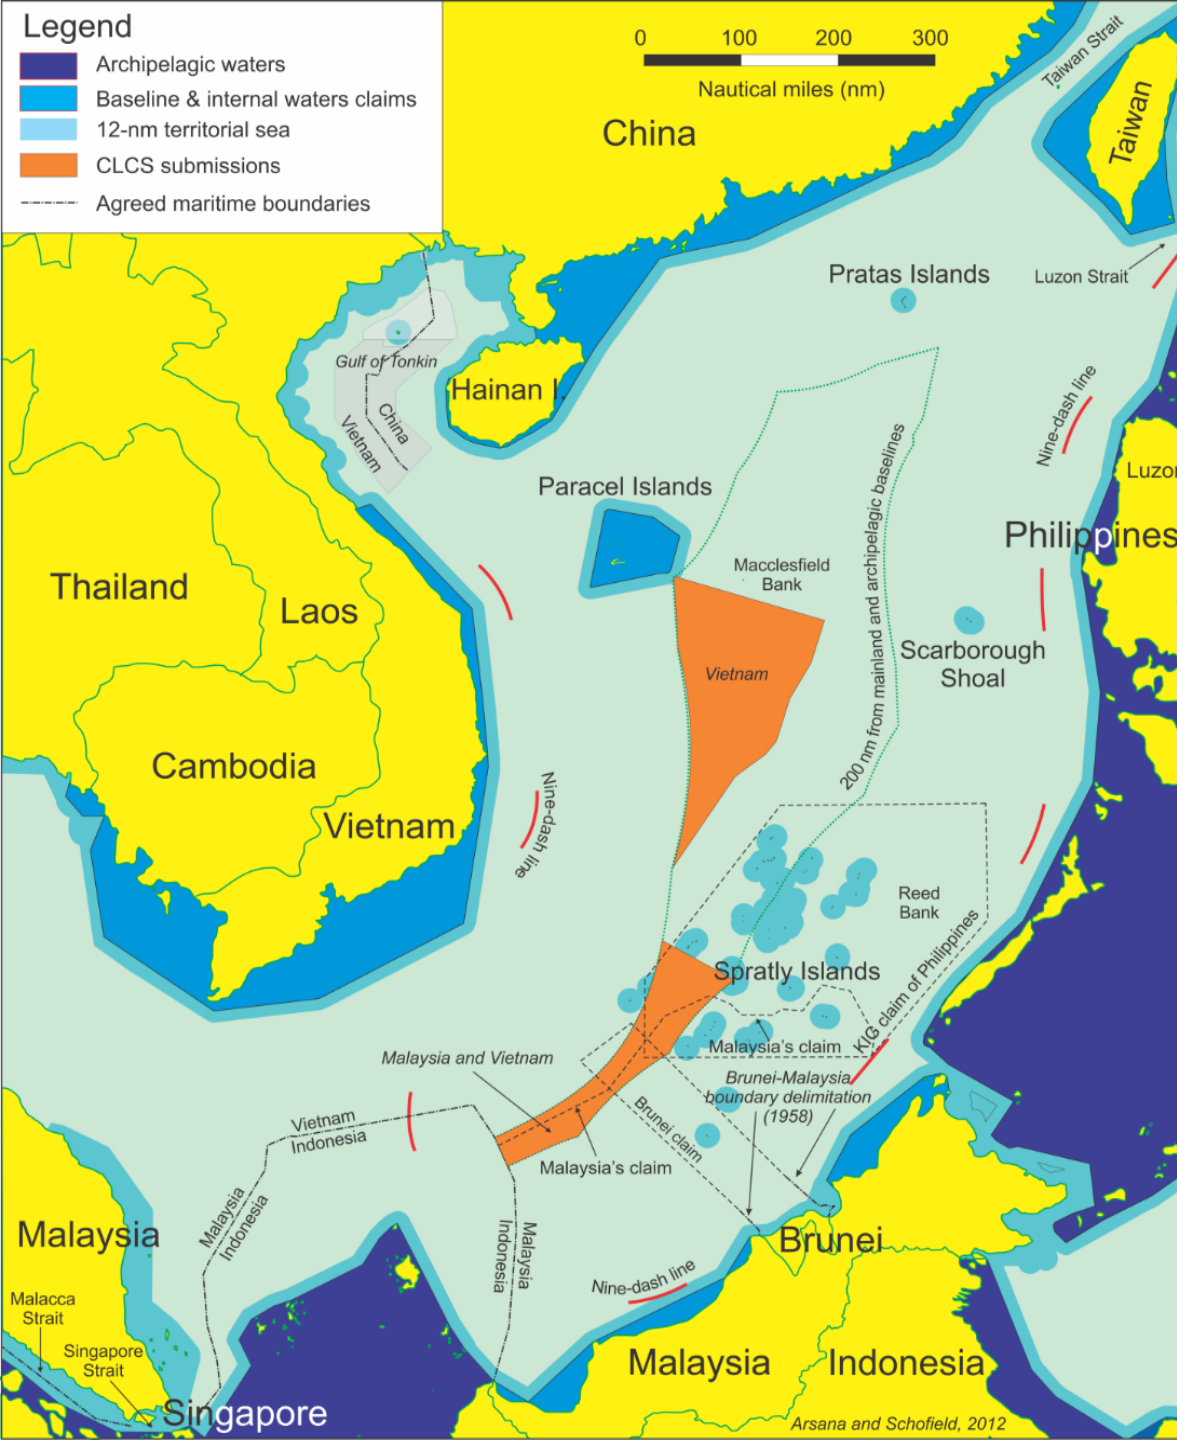 Legend
Archipelagic waters
Baseline & internal waters claims
12-nm territorial sea
CLCS submissions
Agreed maritime boundaries
0 100 200 300
Nautical miles (nm)
China
Taiwan Strait
Taiwan
Luzon Strait
Pratas Islands
Gulf of Tonkin
China
Vietnam
Hainan I.
Nine-dash line
Luzon
Paracel Islands
Philippines
Macclesfield
Bank
200 nm from mainland and archipelagic baselines
Thailand
Laos
Scarborough
Shoal
Vietnam
Cambodia
Vietnam
Nine-dash line
Reed
Bank
Spratly Islands
KIG claim of Philippines
Malaysia's claim
Malaysia and Vietnam
Brunei-Malaysia
boundary delimitation
(1958)
Brunei claim
Vietnam
Indonesia
Malaysia's claim
Malaysia
Indonesia
Malaysia
Indonesia
Malaysia
Brunei
Nine-dash line
Malacca
Strait
Singapore
Strait
Malaysia
Indonesia
Singapore
Arsana and Schofield, 2012